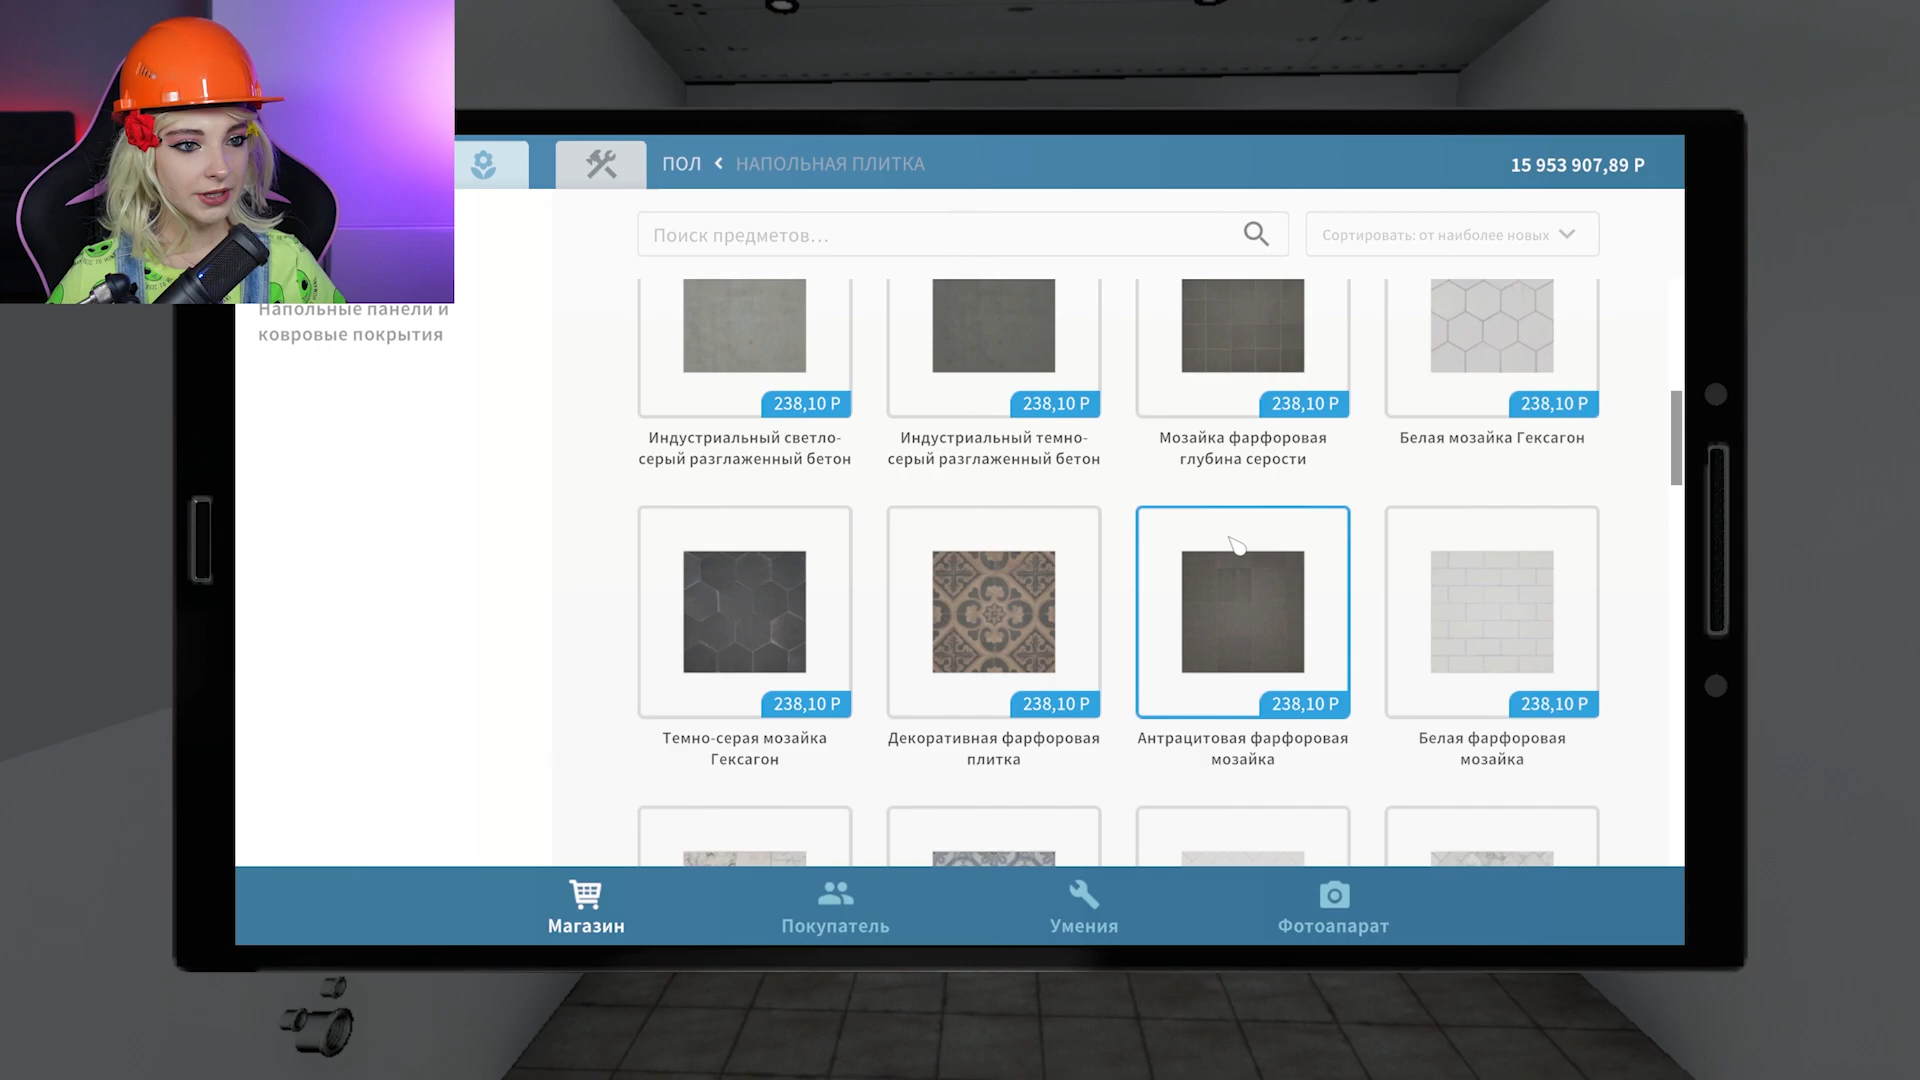 ПОЛ < НАПОЛЬНАЯ ПЛИТКА
15 953 907,89 Р
Поиск предметов...
Сортировать: от наиболее новых
Напольные панели и
ковровые покрытия
238,10 Р
238,10 Р
238,10 Р
238,10 Р
Индустриальный светло-
серый разглаженный бетон
Индустриальный темно-
серый разглаженный бетон
Мозайка фарфоровая
глубина серости
Белая мозайка Гексагон
238,10 Р
238,10 Р
238,10 Р
238,10 Р
Темно-серая мозайка
Гексагон
Декоративная фарфоровая
плитка
Антрацитовая фарфоровая
мозайка
Белая фарфоровая
мозайка
Магазин
Покупатель
Умения
Фотоапарат